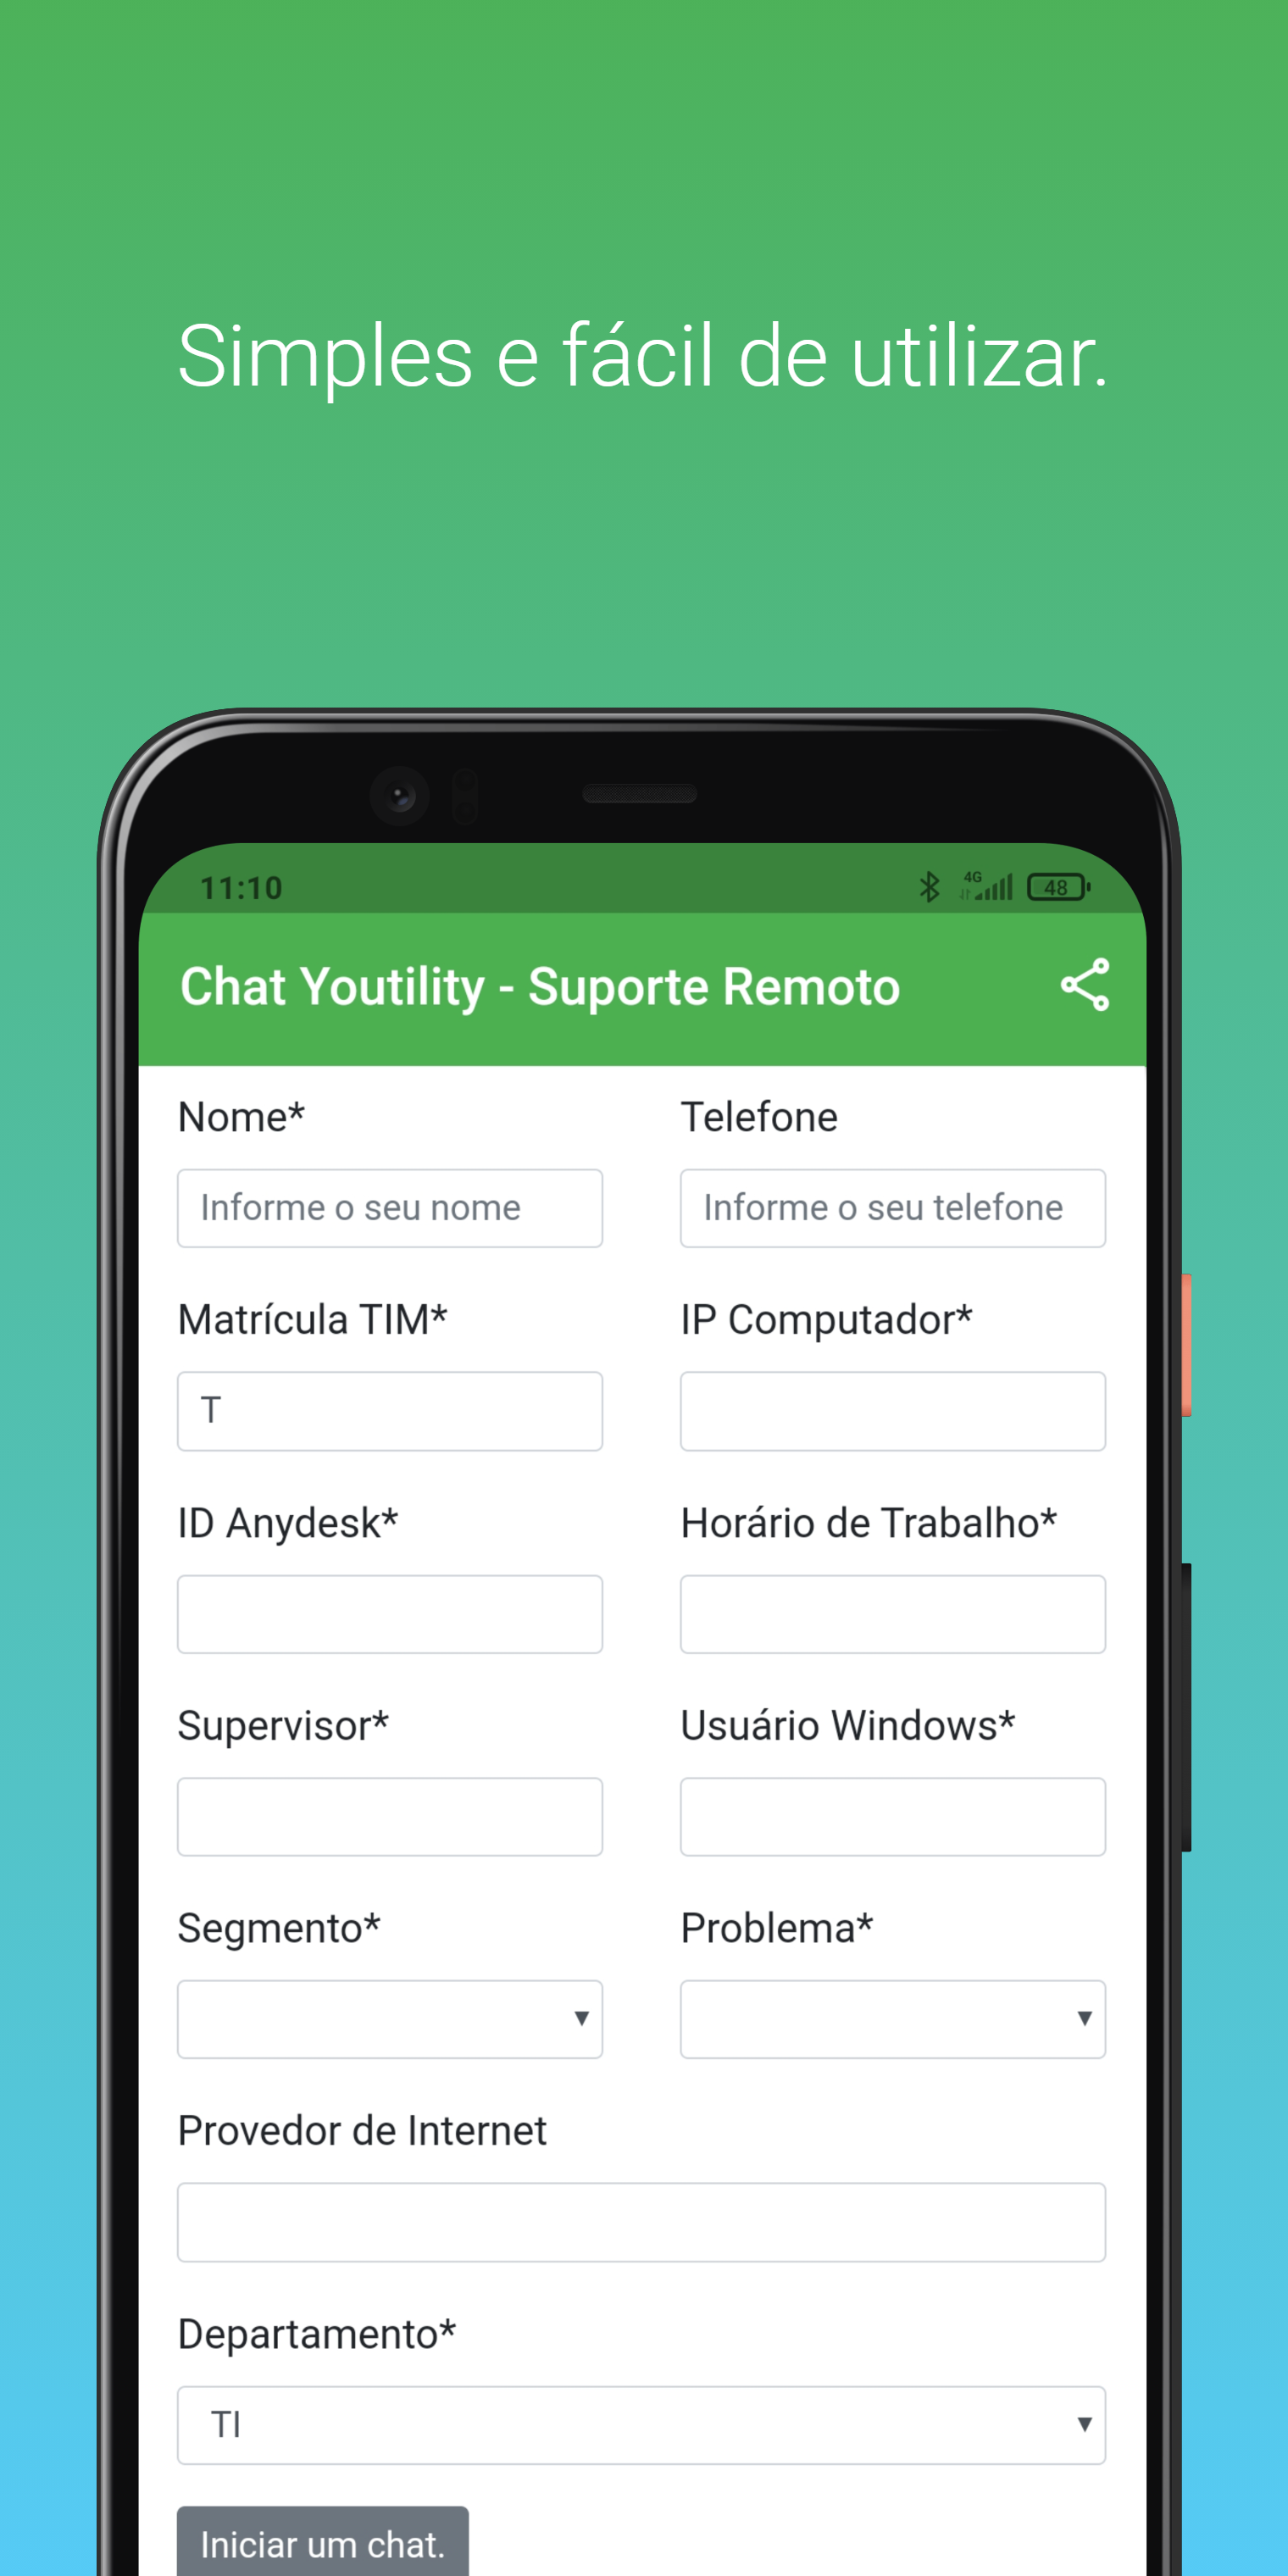 Simples e fácil de utilizar.
11:10
4G
48
Chat Youtility - Suporte Remoto
Nome* Telefone
Informe o seu nome Informe o seu telefone
Matrícula TIM* IP Computador*
T
ID Anydesk* Horário de Trabalho*
Supervisor* Usuário Windows*
Segmento* Problema*
Provedor de Internet
Departamento*
TI
Iniciar um chat.